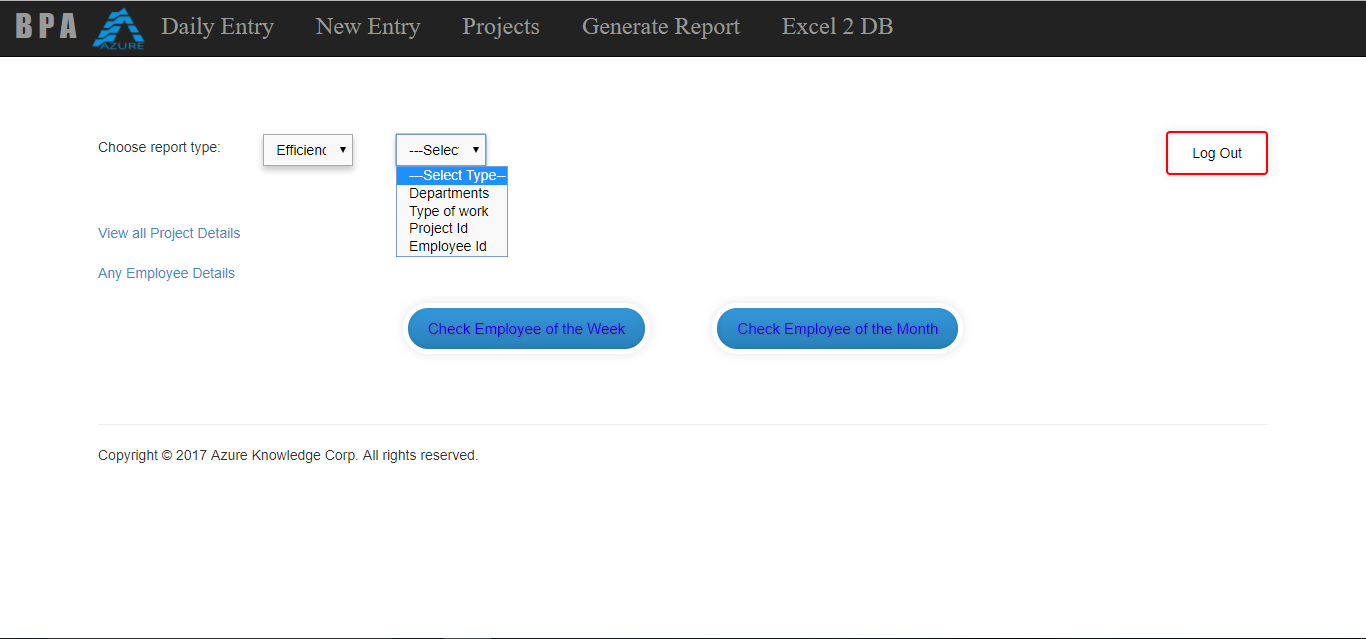 BPA AZURE Daily Entry New Entry Projects Generate Report Excel 2 DB
Choose report type: Efficienc ---Selec Log Out
---Select Type--
Departments
Type of work
Project Id
Employee Id
View all Project Details
Any Employee Details
Check Employee of the Week Check Employee of the Month
Copyright © 2017 Azure Knowledge Corp. All rights reserved.